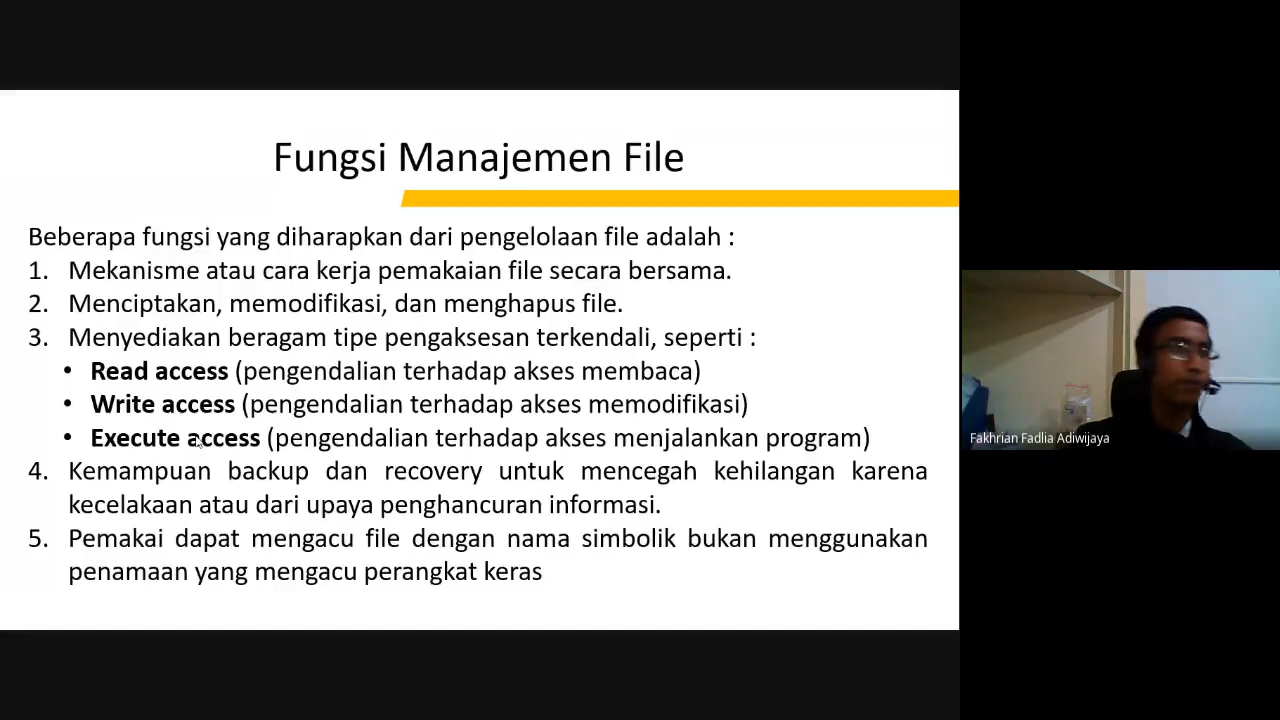 Fungsi Manajemen File
Beberapa fungsi yang diharapkan dari pengelolaan file adalah :
1. Mekanisme atau cara kerja pemakaian file secara bersama.
2. Menciptakan, memodifikasi, dan menghapus file.
3. Menyediakan beragam tipe pengaksesan terkendali, seperti :
• Read access (pengendalian terhadap akses membaca)
• Write access (pengendalian terhadap akses memodifikasi)
• Execute access (pengendalian terhadap akses menjalankan program)
4. Kemampuan backup dan recovery untuk mencegah kehilangan karena
kecelakaan atau dari upaya penghancuran informasi.
5. Pemakai dapat mengacu file dengan nama simbolik bukan menggunakan
penamaan yang mengacu perangkat keras
Fakhrian Fadlia Adiwijaya